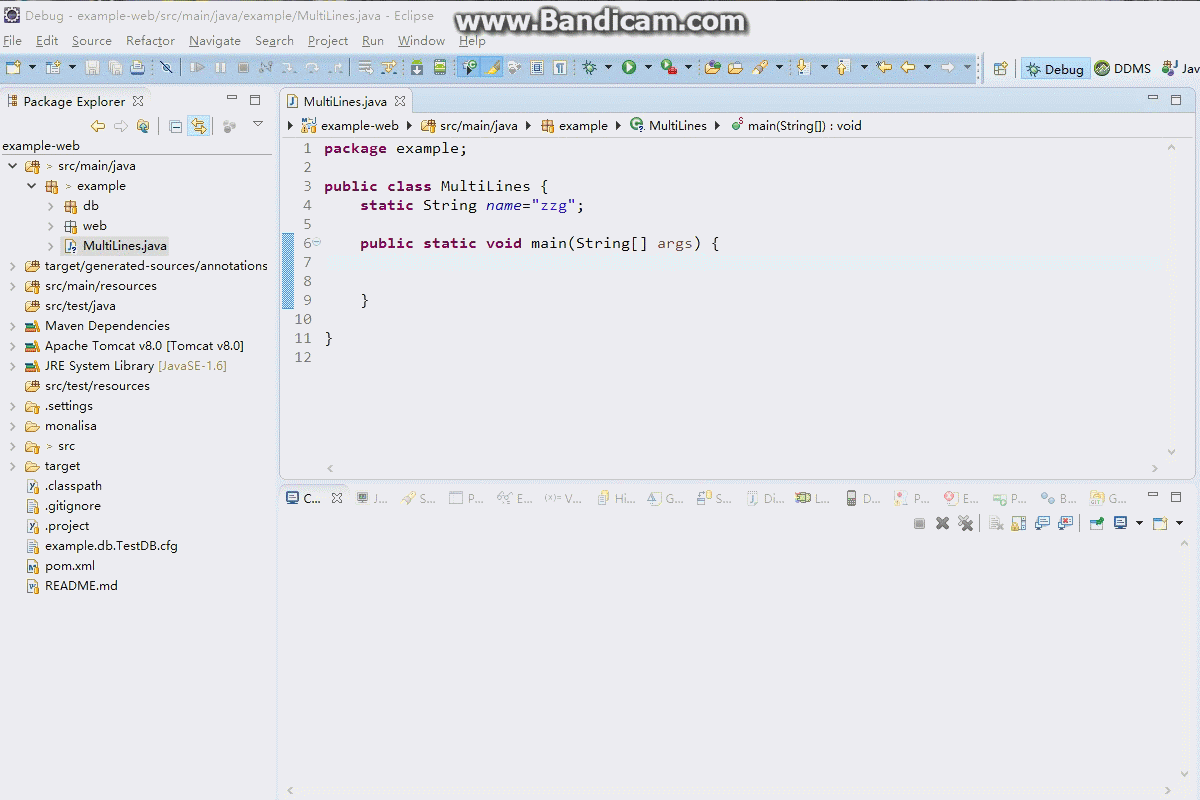 Debug - example-web/src/main/java/example/MultiLines.java - Eclipse
www.Bandicam.com
File Edit Source Refactor Navigate Search Project Run Window Help
Debug DDMS Jav
Package Explorer
MultiLines.java
example-web src/main/java example MultiLines main(String[]) : void
example-web
src/main/java
example
db
web
MultiLines.java
target/generated-sources/annotations
src/main/resources
src/test/java
Maven Dependencies
Apache Tomcat v8.0 [Tomcat v8.0]
JRE System Library [JavaSE-1.6]
src/test/resources
.settings
monalisa
> src
target
.classpath
.gitignore
.project
example.db.TestDB.cfg
pom.xml
README.md
1 package example;
2
3 public class MultiLines {
4 static String name="zzg";
5
6 public static void main(String[] args) {
7
8
9 }
10
11 }
12
C... J... S... P... E... (x)= V... Hi... G... S... Di... L... D... P... E... P... B... G...